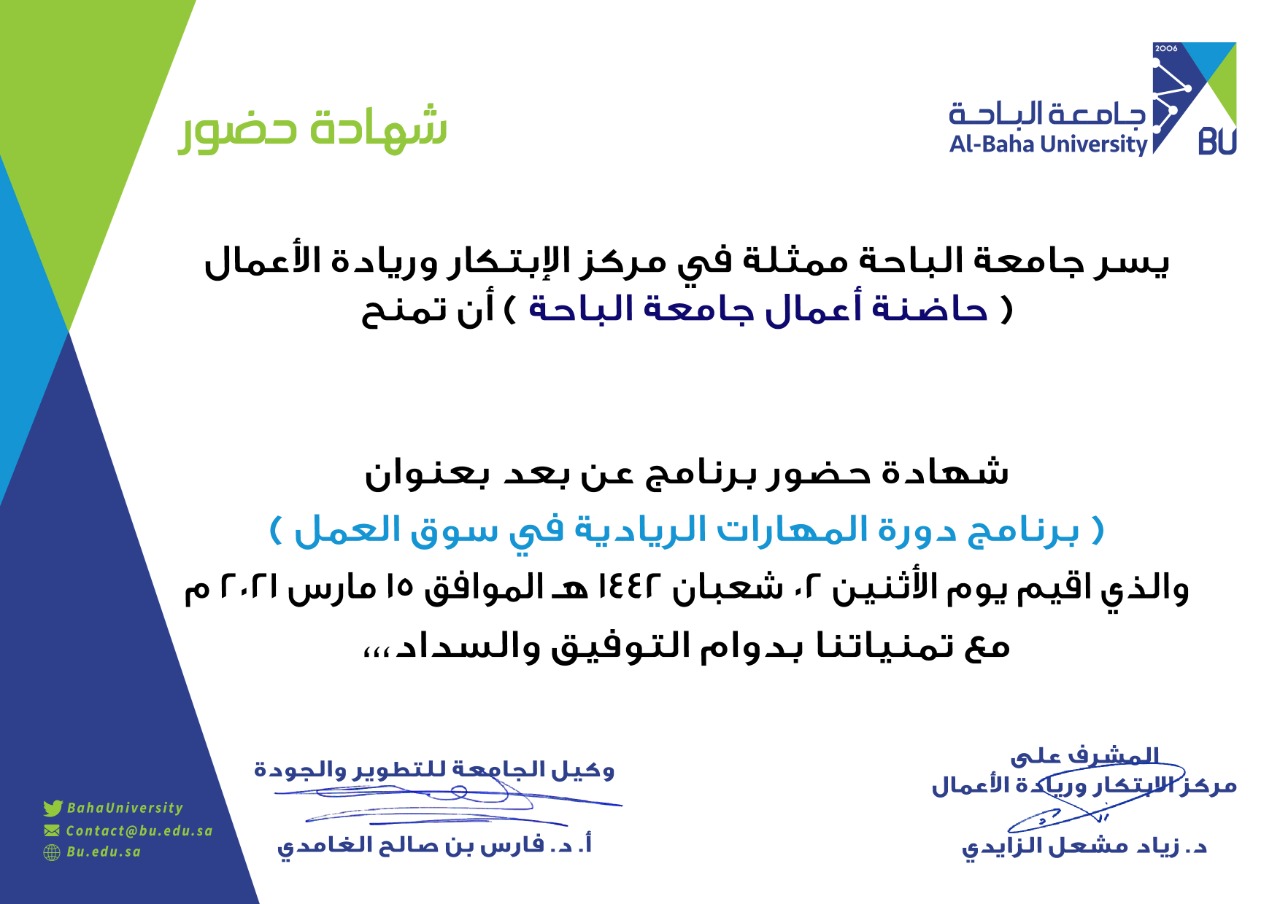 2006
جامعة الباحة
Al-Baha University
BU
شهادة حضور
يسر جامعة الباحة ممثلة في مركز الإبتكار وريادة الأعمال
( حاضنة أعمال جامعة الباحة ) أن تمنح
شهادة حضور برنامج عن بعد بعنوان
( برنامج دورة المهارات الريادية في سوق العمل )
والذي اقيم يوم الأثنين ٠٢ شعبان ١٤٤٢ هـ الموافق ١٥ مارس ٢٠٢١ م
مع تمنياتنا بدوام التوفيق والسداد،،،
المشرف على
مركز الابتكار وريادة الأعمال
د. زياد مشعل الزايدي
وكيل الجامعة للتطوير والجودة
أ. د. فارس بن صالح الغامدي
BahaUniversity
Contact@bu.edu.sa
Bu.edu.sa